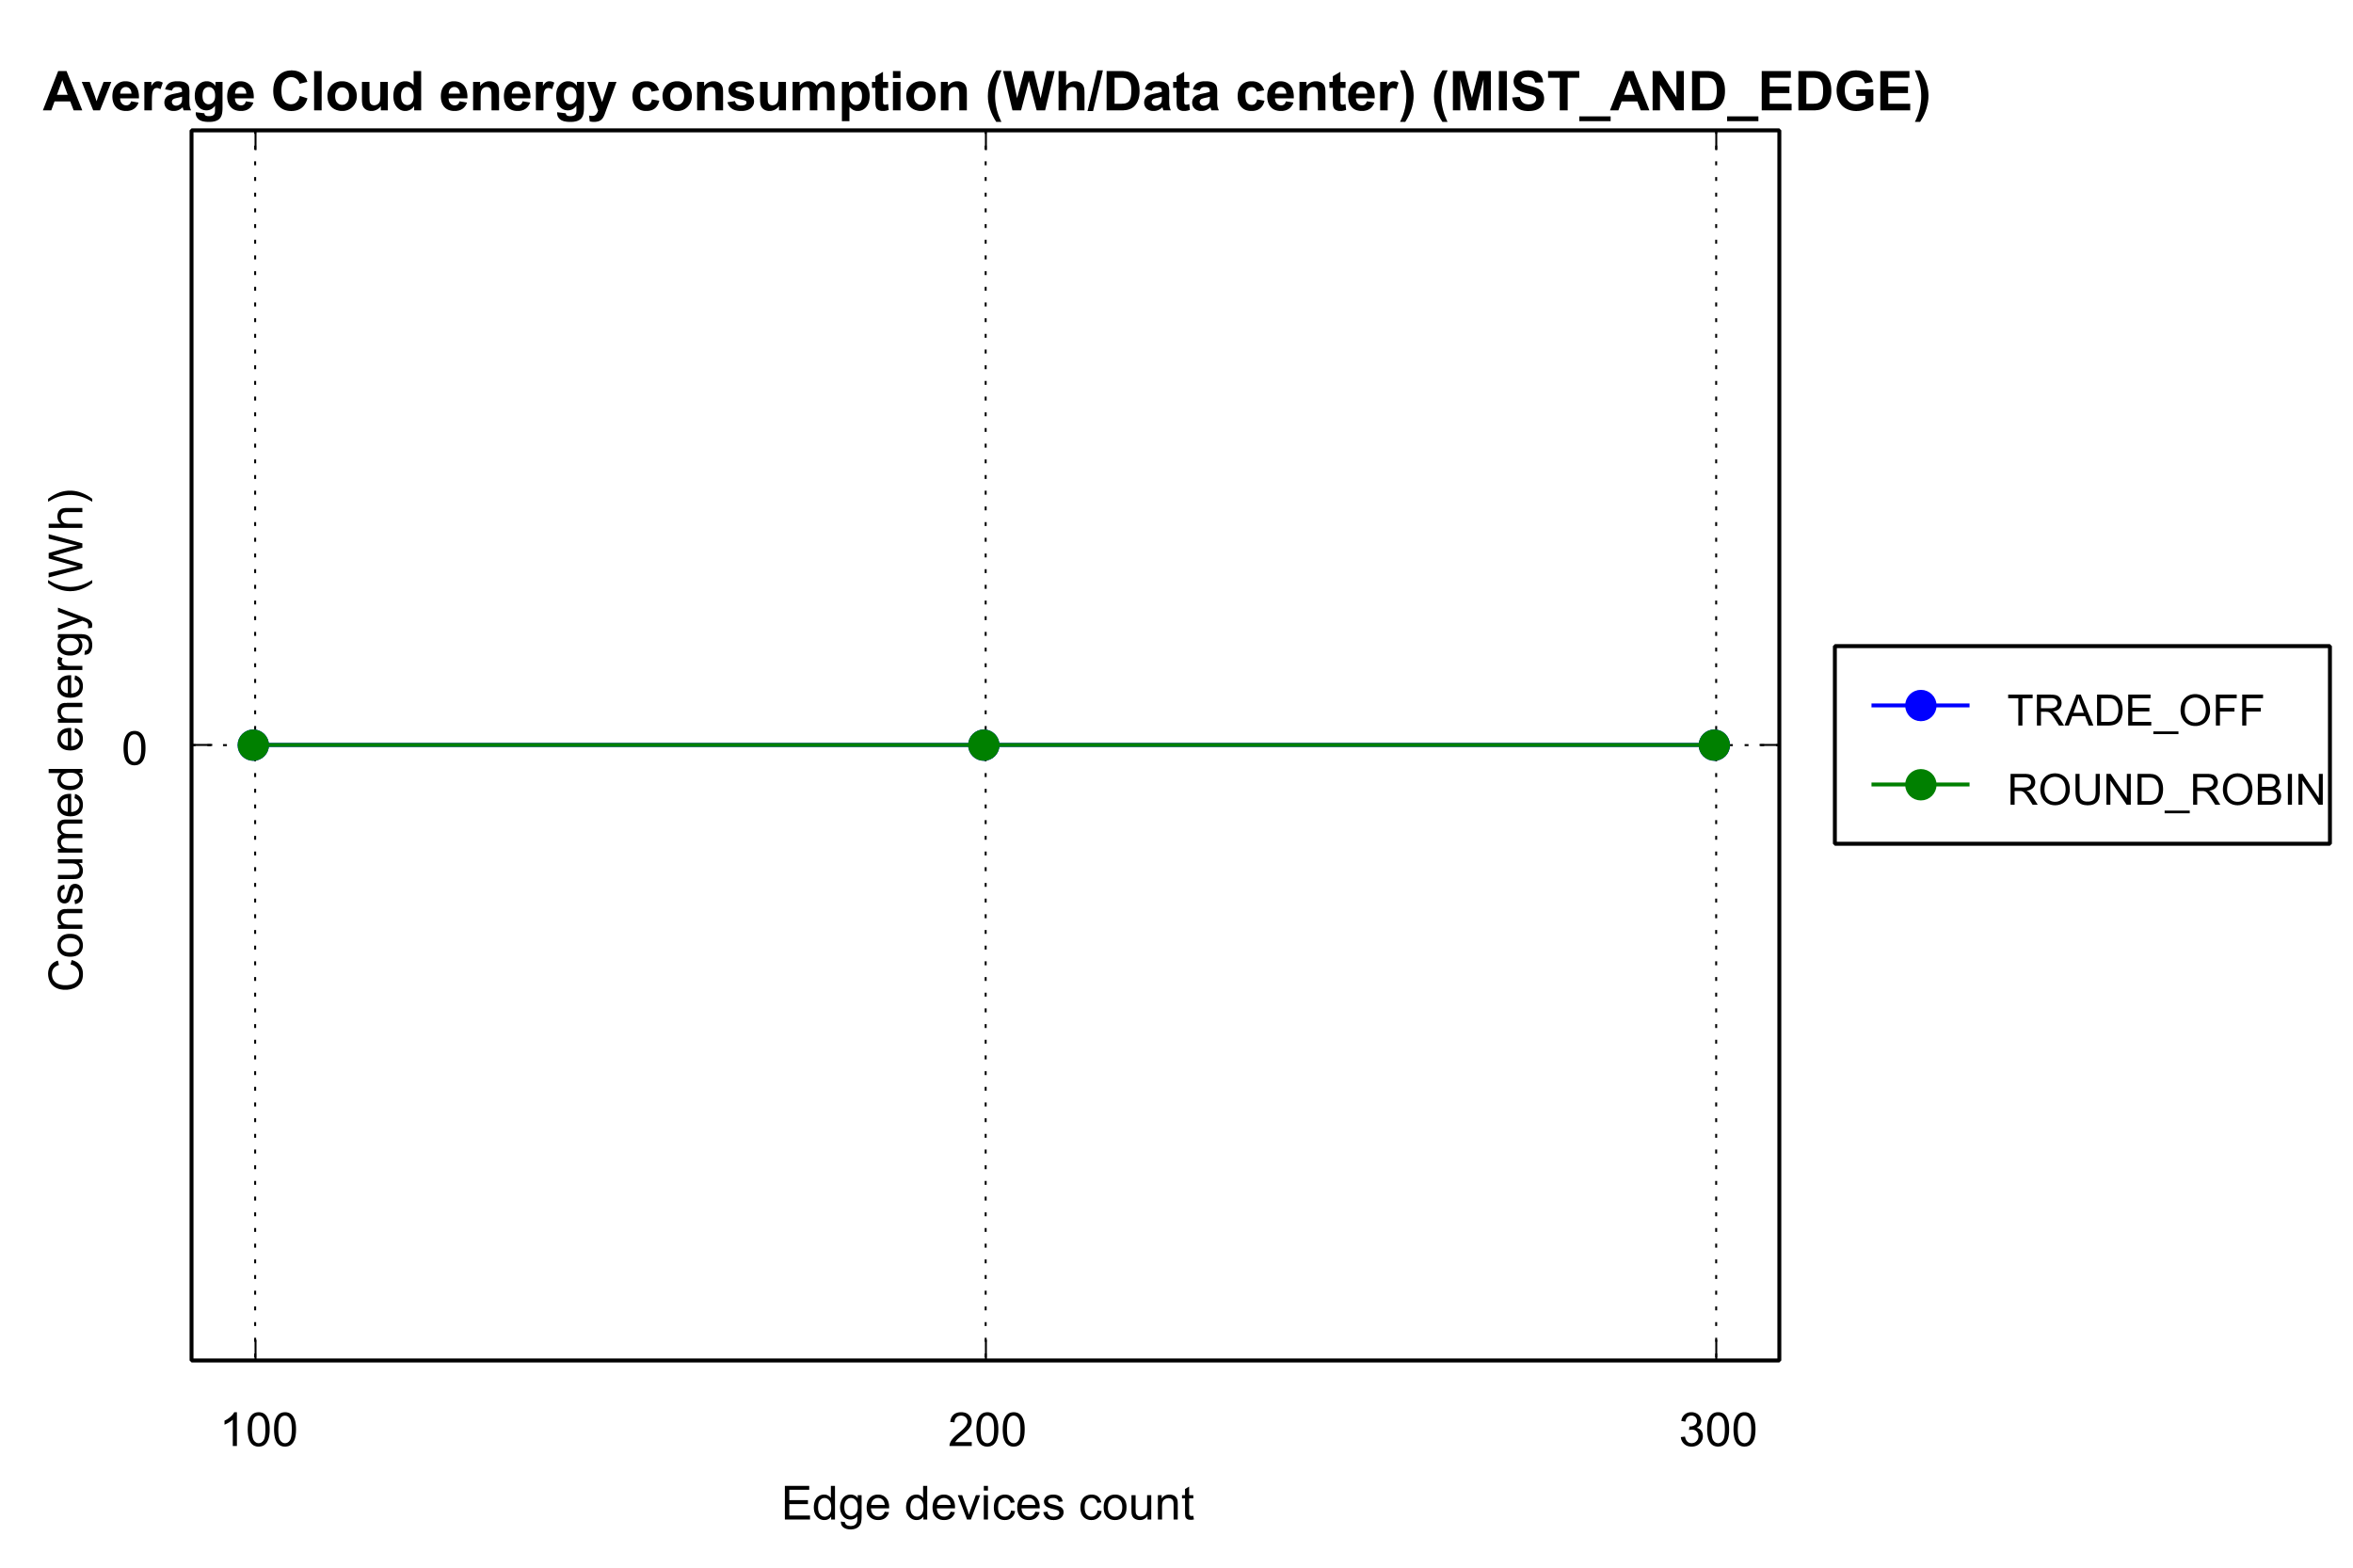 Average Cloud energy consumption (Wh/Data center) (MIST_AND_EDGE)
Consumed energy (Wh)
0
TRADE_OFF
ROUND_ROBIN
100 200 300
Edge devices count